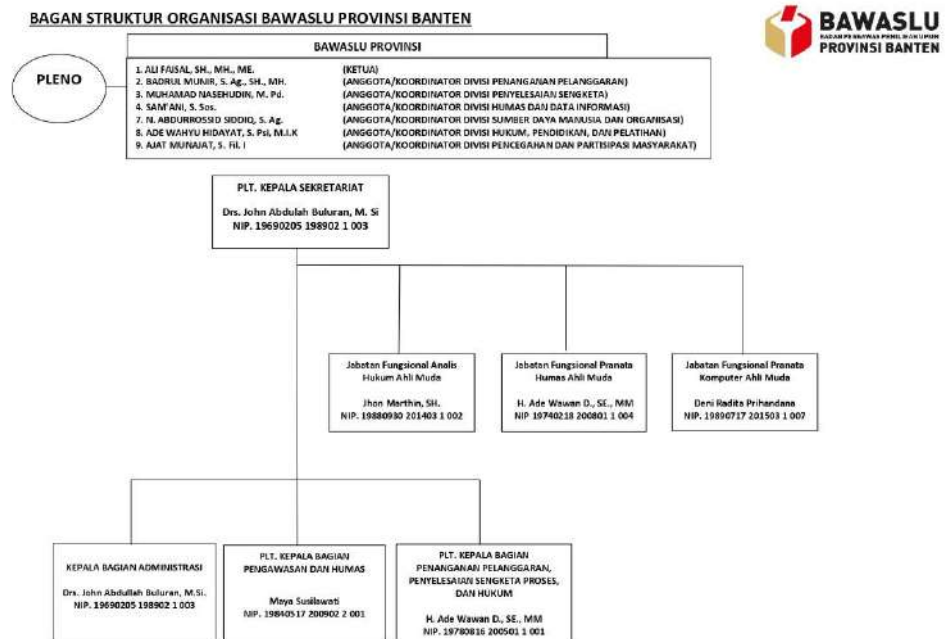 BAGAN STRUKTUR ORGANISASI BAWASLU PROVINSI BANTEN
BAWASLU
BADAN PENGAWAS PEMILIHAN UMUM
PROVINSI BANTEN
PLENO
BAWASLU PROVINSI
1. ALI FAISAL, SH., MH., ME. (KETUA)
2. BADRUL MUNIR, S. Ag., SH., MH. (ANGGOTA/KOORDINATOR DIVISI PENANGANAN PELANGGARAN)
3. MUHAMAD NASEHUDIN, M. Pd. (ANGGOTA/KOORDINATOR DIVISI PENYELESAIAN SENGKETA)
4. SAM'ANI, S. Sos. (ANGGOTA/KOORDINATOR DIVISI HUMAS DAN DATA INFORMASI)
7. N. ABDURROSSID SIDDIQ, S. Ag. (ANGGOTA/KOORDINATOR DIVISI SUMBER DAYA MANUSIA DAN ORGANISASI)
8. ADE WAHYU HIDAYAT, S. Psi, M.I.K (ANGGOTA/KOORDINATOR DIVISI HUKUM, PENDIDIKAN, DAN PELATIHAN)
9. AJAT MUNAJAT, S. Fil. I (ANGGOTA/KOORDINATOR DIVISI PENCEGAHAN DAN PARTISIPASI MASYARAKAT)
PLT. KEPALA SEKRETARIAT
Drs. John Abdulah Buluran, M. Si
NIP. 19690205 198902 1 003
Jabatan Fungsional Analis
Hukum Ahli Muda
Jhon Marthin, SH.
NIP. 19880930 201403 1 002
Jabatan Fungsional Pranata
Humas Ahli Muda
H. Ade Wawan D., SE., MM
NIP 19740218 200801 1 004
Jabatan Fungsional Pranata
Komputer Ahli Muda
Deni Radita Prihandana
NIP. 19890717 201503 1 007
KEPALA BAGIAN ADMINISTRASI
Drs. John Abdullah Buluran, M.Si.
NIP. 19690205 198902 1 003
PLT. KEPALA BAGIAN
PENGAWASAN DAN HUMAS
Maya Susilawati
NIP. 19840517 200902 2 001
PLT. KEPALA BAGIAN
PENANGANAN PELANGGARAN,
PENYELESAIAN SENGKETA PROSES,
DAN HUKUM
H. Ade Wawan D., SE., MM
NIP. 19780816 200501 1 001